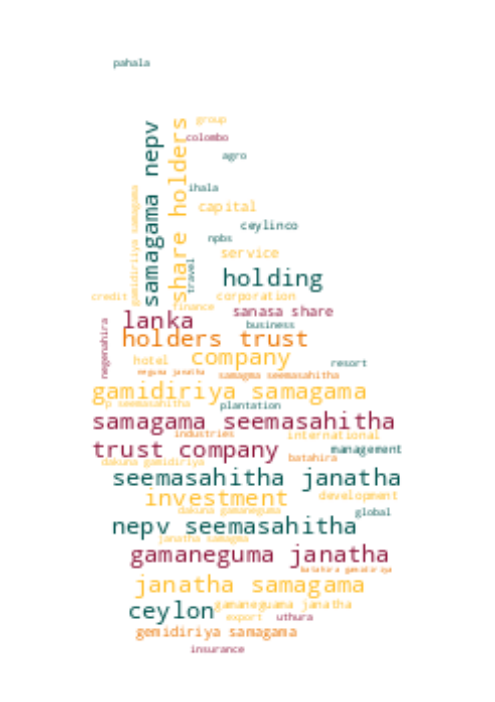 pahala
group
colombo
agro
samagama nepv
share holders
gamidiriya samagama
ihala
capital
ceylinco
npbs
service
travel
holding
credit
corporation
finance
sanasa share
lanka
business
negenahira
holders trust
company
hotel
resort
neguma janatha
samagma seemasahitha
gamidiriya samagama
p seemasahitha
plantation
samagama seemasahitha
industries
international
trust company
management
batahira
dakuna gamidiriya
seemasahitha janatha
investment
development
dakuna gamaneguma
global
nepv seemasahitha
janatha samagma
gamaneguma janatha
batahira gamidiriya
janatha samagama
ceylon
gamaneguama janatha
export
uthura
gemidiriya samagama
insurance